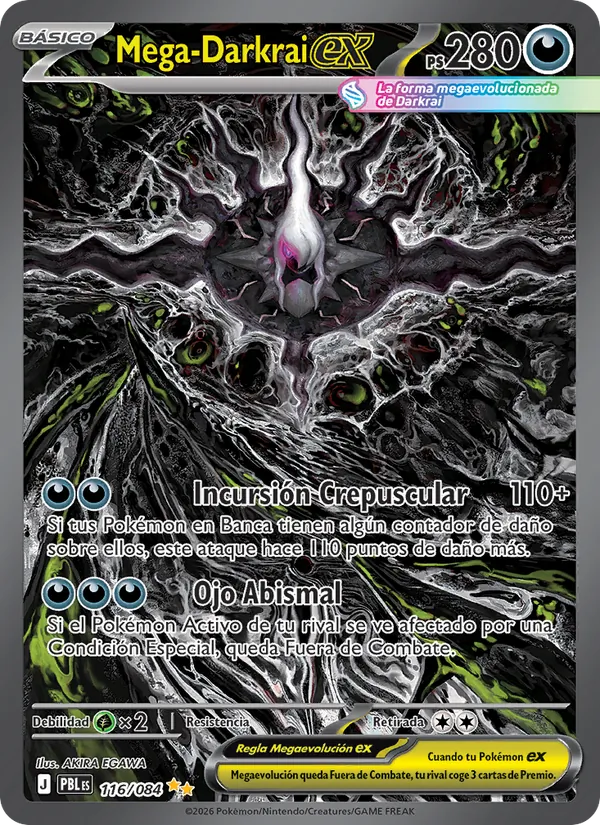 BÁSICO
Mega-Darkrai ex PS 280
La forma megaevolucionada
de Darkrai
Incursión Crepuscular 110+
Si tus Pokémon en Banca tienen algún contador de daño
sobre ellos, este ataque hace 110 puntos de daño más.
Ojo Abismal
Si el Pokémon Activo de tu rival se ve afectado por una
Condición Especial, queda Fuera de Combate.
Debilidad ×2 Resistencia Retirada
Ilus. AKIRA EGAWA
Regla Megaevolución ex Cuando tu Pokémon ex
Megaevolución queda Fuera de Combate, tu rival coge 3 cartas de Premio.
J PBL ES 116/084
©2026 Pokémon/Nintendo/Creatures/GAME FREAK